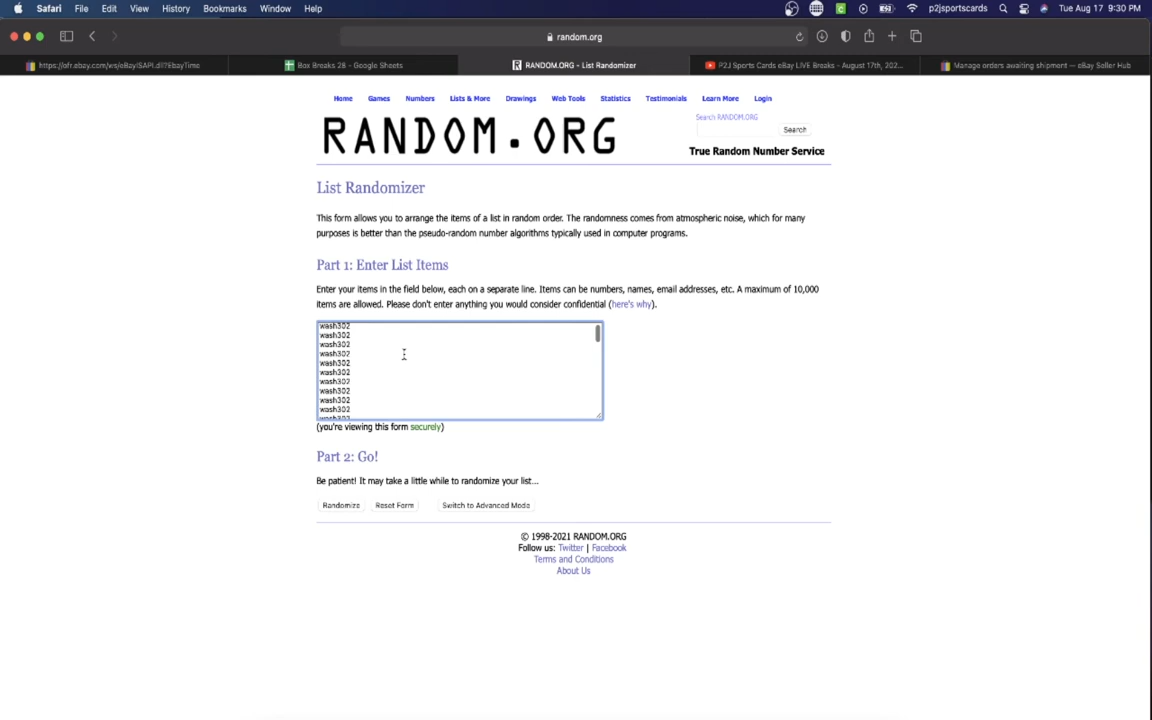 Safari File Edit View History Bookmarks Window Help p2jsportscards Tue Aug 17 9:30 PM
random.org
https://ofr.ebay.com/ws/eBayISAPI.dll?EbayTime Box Breaks 28 - Google Sheets RANDOM.ORG - List Randomizer P2J Sports Cards eBay LIVE Breaks - August 17th, 202... Manage orders awaiting shipment — eBay Seller Hub
Home Games Numbers Lists & More Drawings Web Tools Statistics Testimonials Learn More Login
Search RANDOM.ORG
RANDOM.ORG
Search
True Random Number Service
List Randomizer
This form allows you to arrange the items of a list in random order. The randomness comes from atmospheric noise, which for many
purposes is better than the pseudo-random number algorithms typically used in computer programs.
Part 1: Enter List Items
Enter your items in the field below, each on a separate line. Items can be numbers, names, email addresses, etc. A maximum of 10,000
items are allowed. Please don't enter anything you would consider confidential (here's why).
wash302
wash302
wash302
wash302
wash302
wash302
wash302
wash302
wash302
wash302
wash302
(you're viewing this form securely)
Part 2: Go!
Be patient! It may take a little while to randomize your list...
Randomize Reset Form Switch to Advanced Mode
© 1998-2021 RANDOM.ORG
Follow us: Twitter | Facebook
Terms and Conditions
About Us